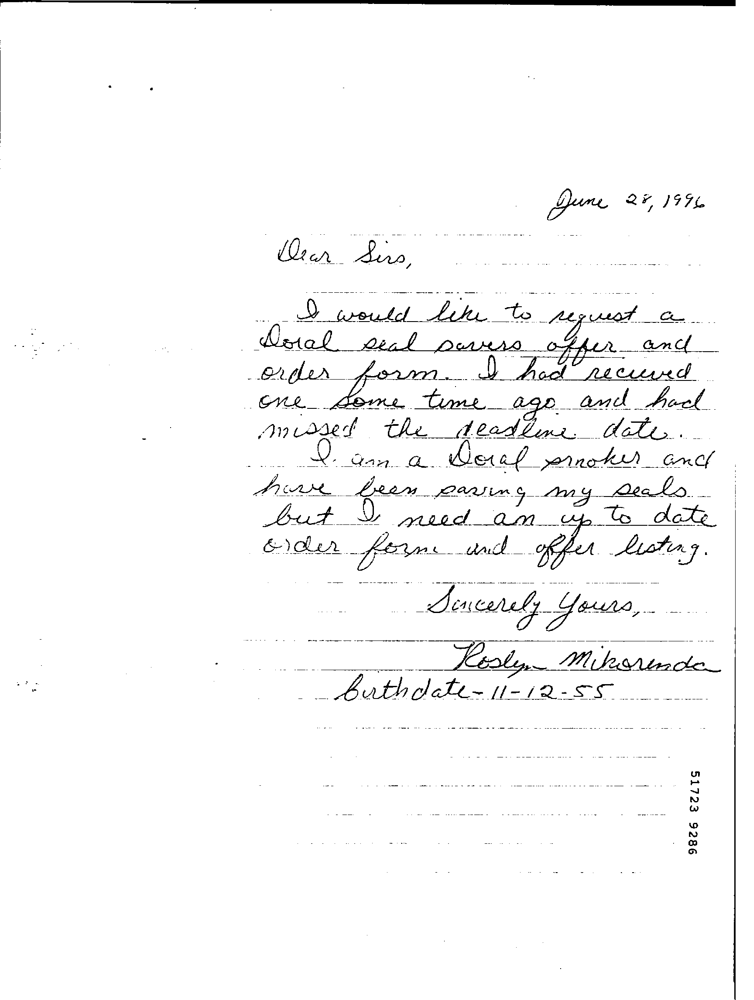 June 28, 1996
Dear Sirs,
I would like to request a
Doral seal savers offer and
order form. I had recieved
one some time ago and had
missed the deadline date.
I am a Doral smoker and
have been saving my seals
but I need an up to date
order form and offer listing.
Sincerely Yours,
Roslyn Mikorenda
birthdate - 11-12-55
51723 9286